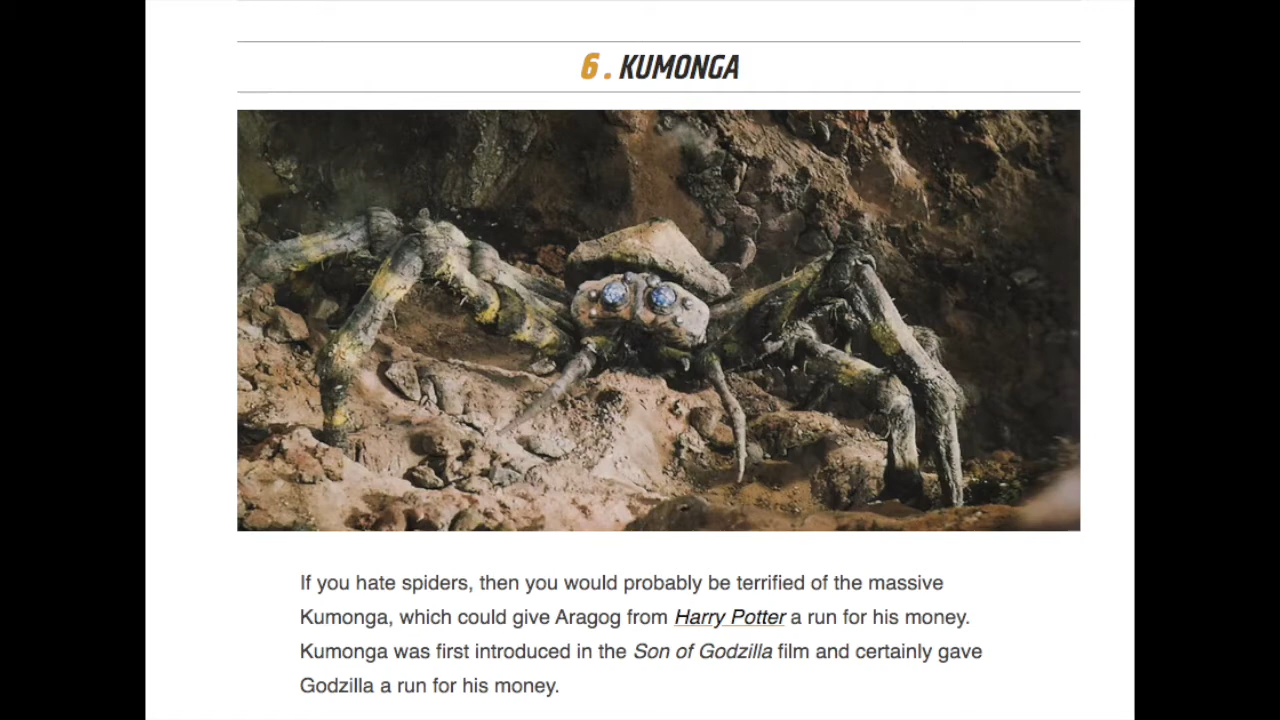 6. KUMONGA
If you hate spiders, then you would probably be terrified of the massive
Kumonga, which could give Aragog from Harry Potter a run for his money.
Kumonga was first introduced in the Son of Godzilla film and certainly gave
Godzilla a run for his money.